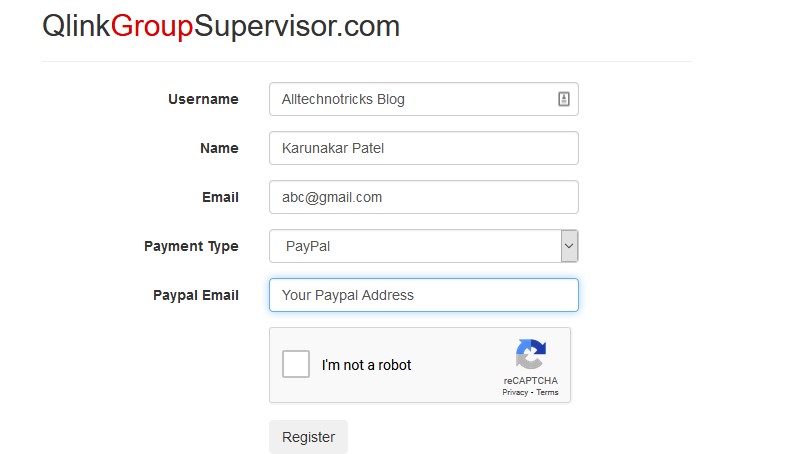 QlinkGroupSupervisor.com
Username Alltechnotricks Blog
Name Karunakar Patel
Email abc@gmail.com
Payment Type PayPal
Paypal Email Your Paypal Address
I'm not a robot
reCAPTCHA
Privacy - Terms
Register